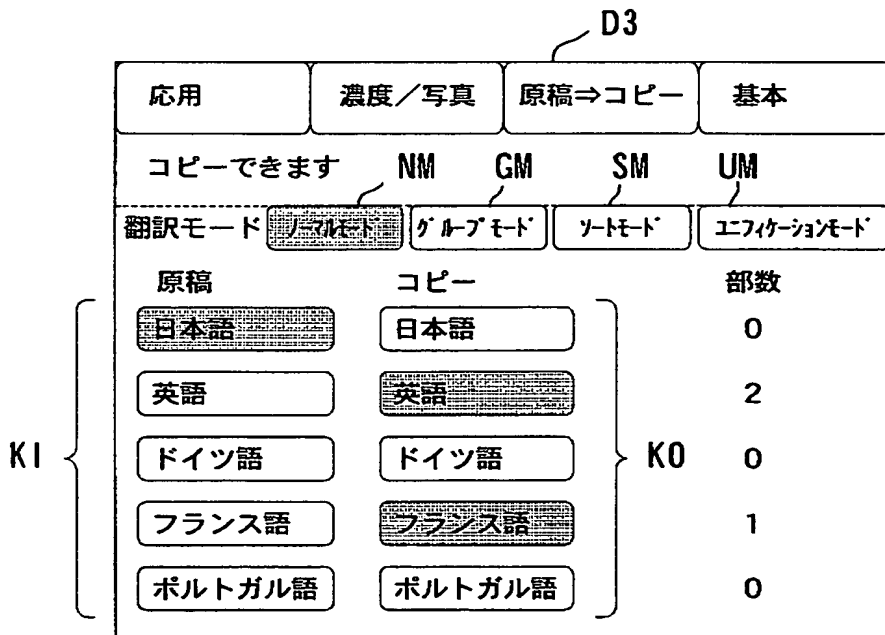 D3
応用 濃度／写真 原稿⇒コピー 基本
コピーできます NM GM SM UM
翻訳モード ノーマルモード グループモード ソートモード ユニフィケーションモード
原稿 コピー 部数
日本語 日本語 0
英語 英語 2
KI ドイツ語 ドイツ語 KO 0
フランス語 フランス語 1
ポルトガル語 ポルトガル語 0